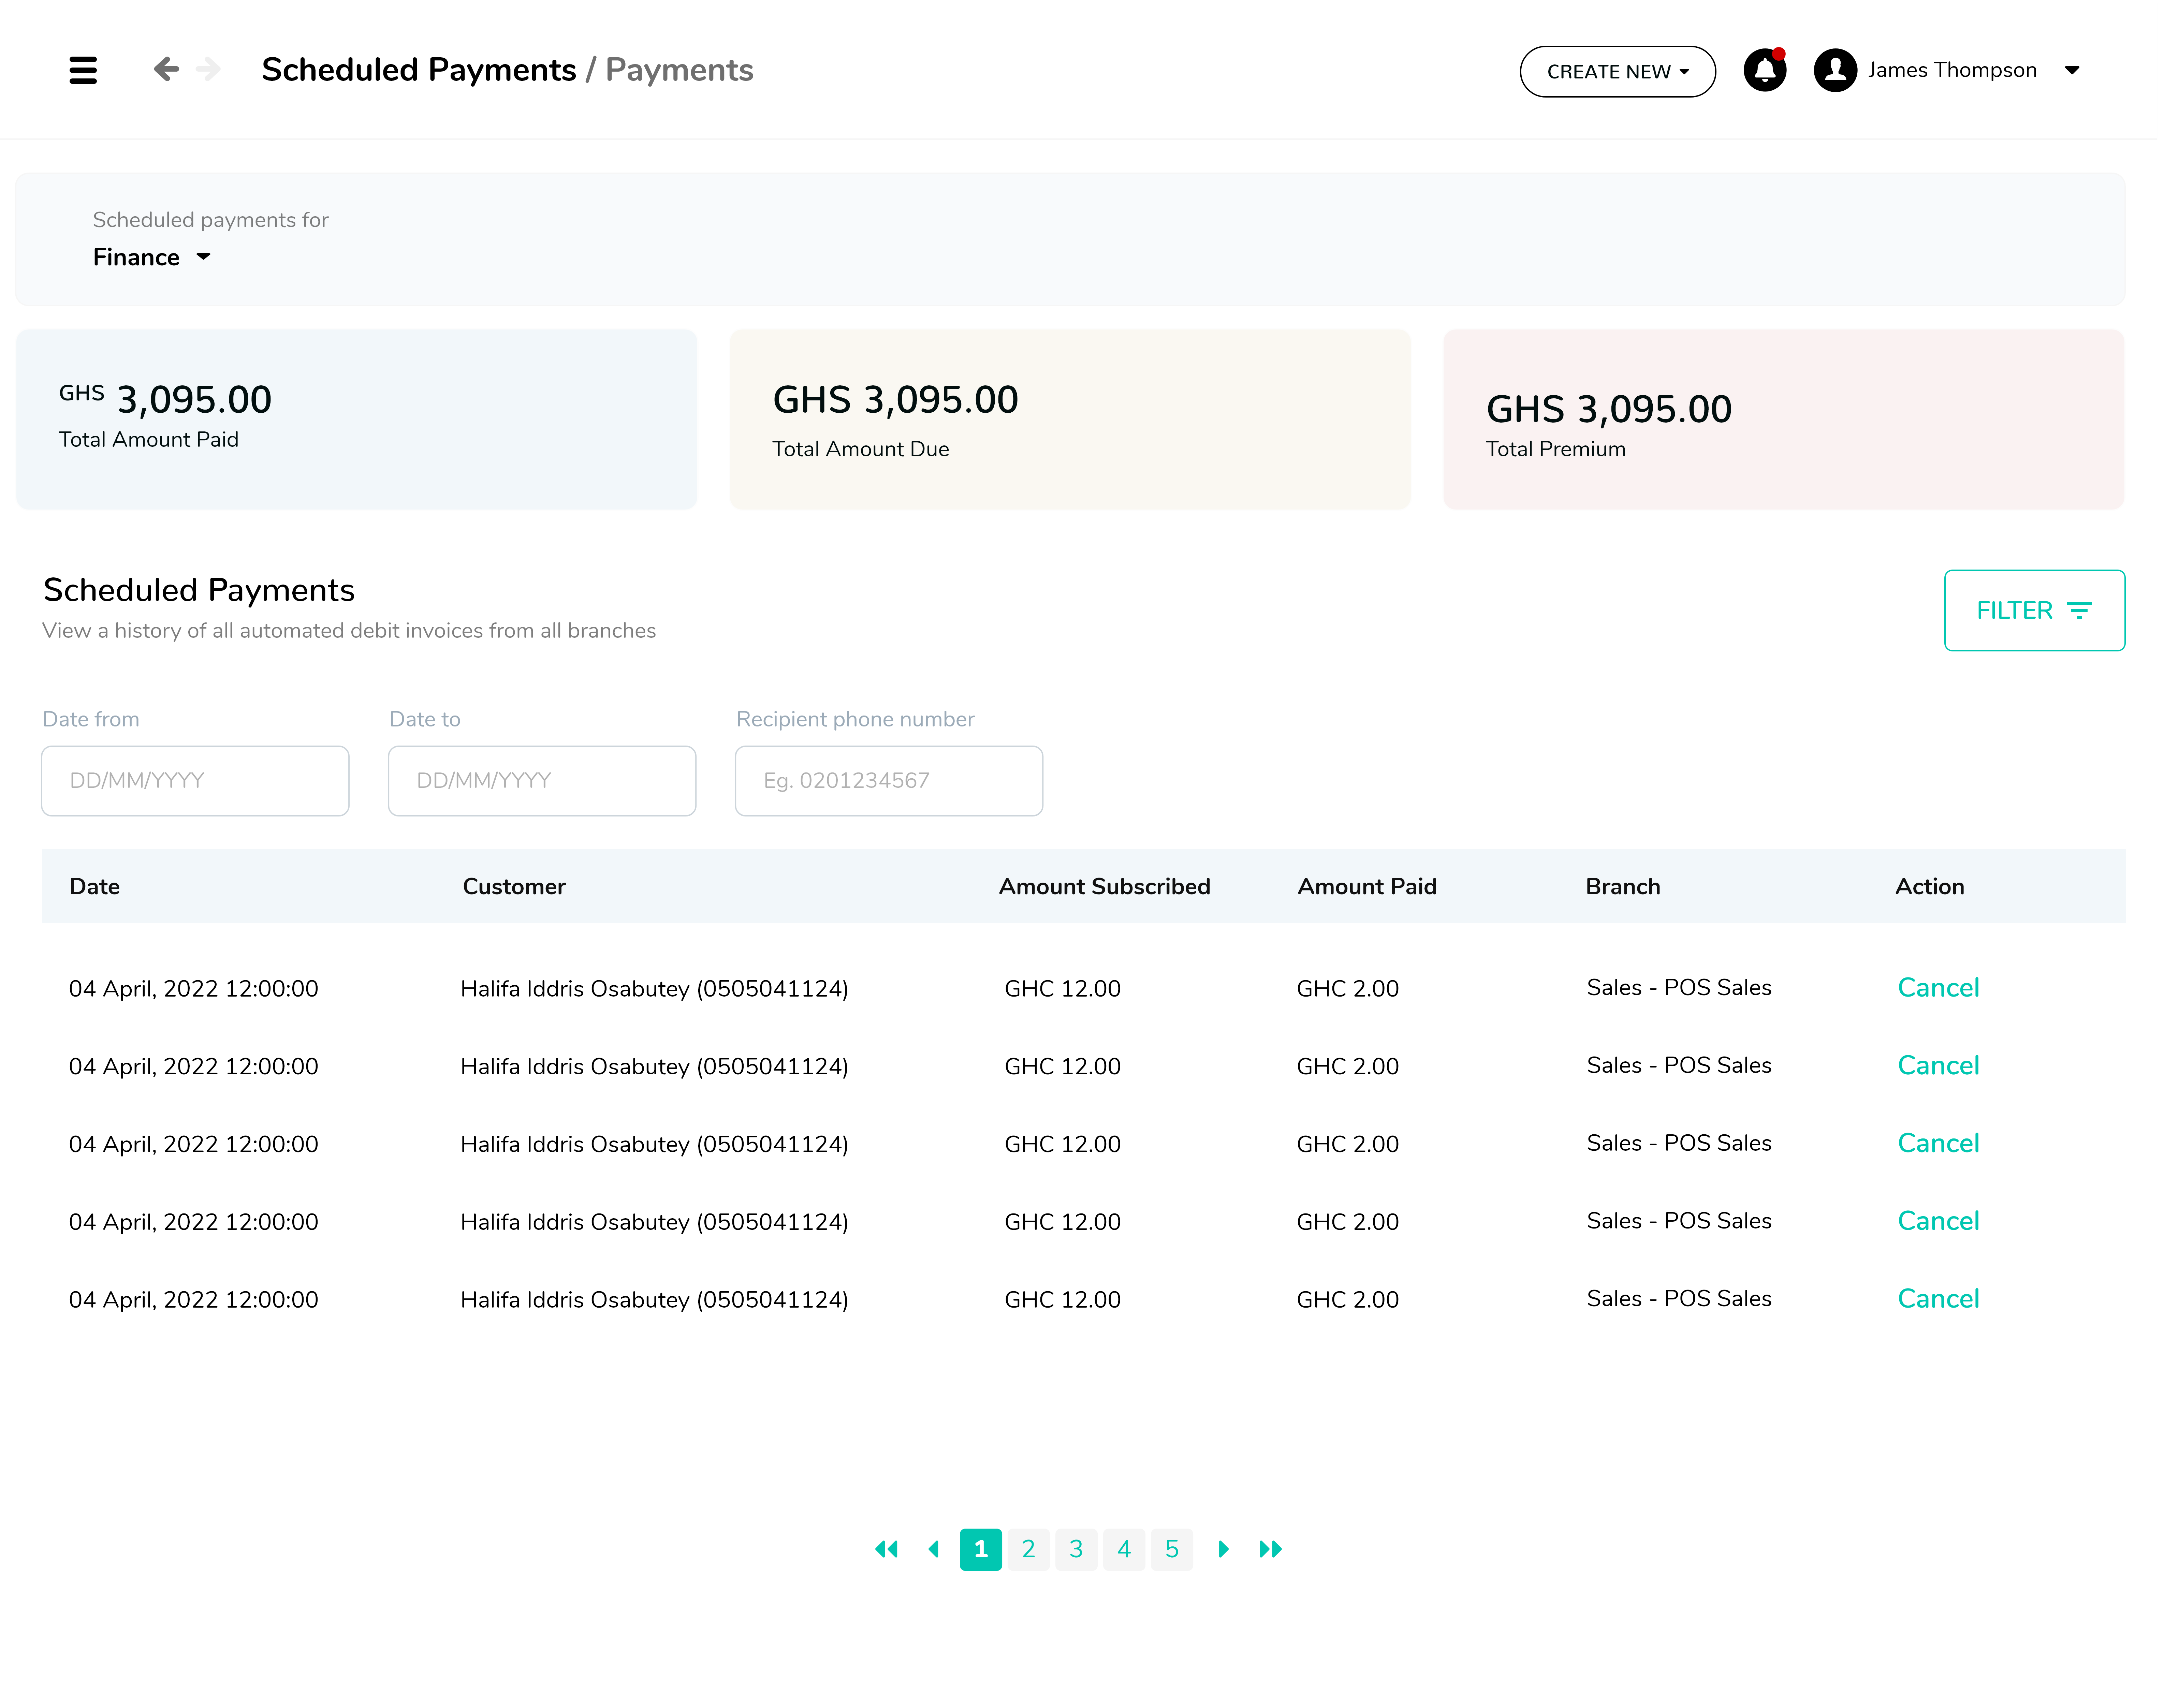 Scheduled Payments / Payments
CREATE NEW
James Thompson
Scheduled payments for
Finance
GHS 3,095.00
Total Amount Paid
GHS 3,095.00
Total Amount Due
GHS 3,095.00
Total Premium
Scheduled Payments
View a history of all automated debit invoices from all branches
FILTER
Date from Date to Recipient phone number
DD/MM/YYYY DD/MM/YYYY Eg. 0201234567
Date Customer Amount Subscribed Amount Paid Branch Action
04 April, 2022 12:00:00 Halifa Iddris Osabutey (0505041124) GHC 12.00 GHC 2.00 Sales - POS Sales Cancel
04 April, 2022 12:00:00 Halifa Iddris Osabutey (0505041124) GHC 12.00 GHC 2.00 Sales - POS Sales Cancel
04 April, 2022 12:00:00 Halifa Iddris Osabutey (0505041124) GHC 12.00 GHC 2.00 Sales - POS Sales Cancel
04 April, 2022 12:00:00 Halifa Iddris Osabutey (0505041124) GHC 12.00 GHC 2.00 Sales - POS Sales Cancel
04 April, 2022 12:00:00 Halifa Iddris Osabutey (0505041124) GHC 12.00 GHC 2.00 Sales - POS Sales Cancel
1 2 3 4 5